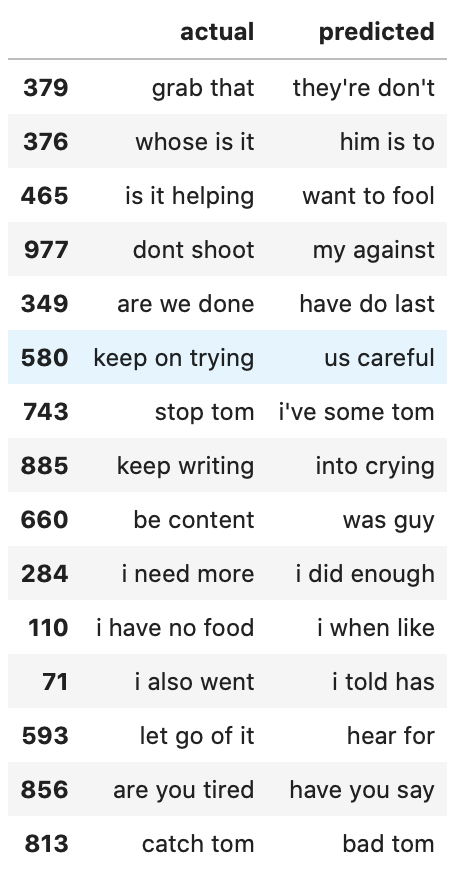 actual predicted
379 grab that they're don't
376 whose is it him is to
465 is it helping want to fool
977 dont shoot my against
349 are we done have do last
580 keep on trying us careful
743 stop tom i've some tom
885 keep writing into crying
660 be content was guy
284 i need more i did enough
110 i have no food i when like
71 i also went i told has
593 let go of it hear for
856 are you tired have you say
813 catch tom bad tom